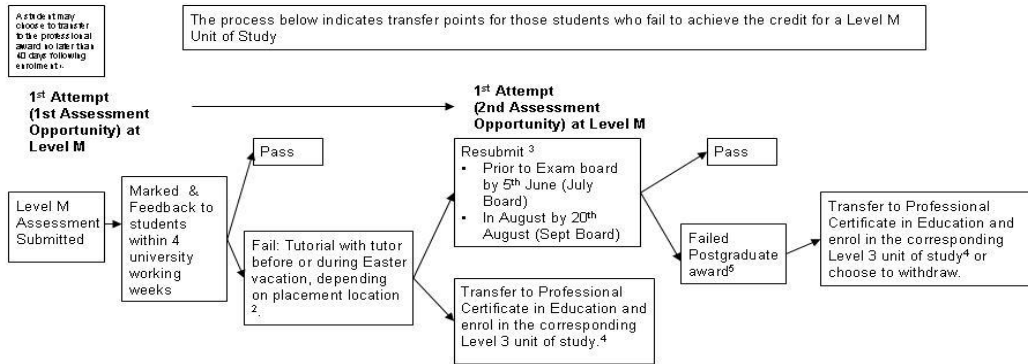 A student may
choose to transfer
to the professional
award no later than
40 days following
enrolment
The process below indicates transfer points for those students who fail to achieve the credit for a Level M
Unit of Study
1st Attempt
(1st Assessment
Opportunity) at
Level M
1st Attempt
(2nd Assessment
Opportunity) at Level M
Level M
Assessment
Submitted
Marked & 
Feedback to
students
within 4
university
working
weeks
Pass
Fail: Tutorial with tutor
before or during Easter
vacation, depending
on placement location
2.
Resubmit 3
• Prior to Exam board
by 5th June (July
Board)
• In August by 20th
August (Sept Board)
Transfer to Professional
Certificate in Education and
enrol in the corresponding
Level 3 unit of study.4
Pass
Failed
Postgraduate
award5
Transfer to Professional
Certificate in Education and
enrol in the corresponding
Level 3 unit of study4 or
choose to withdraw.